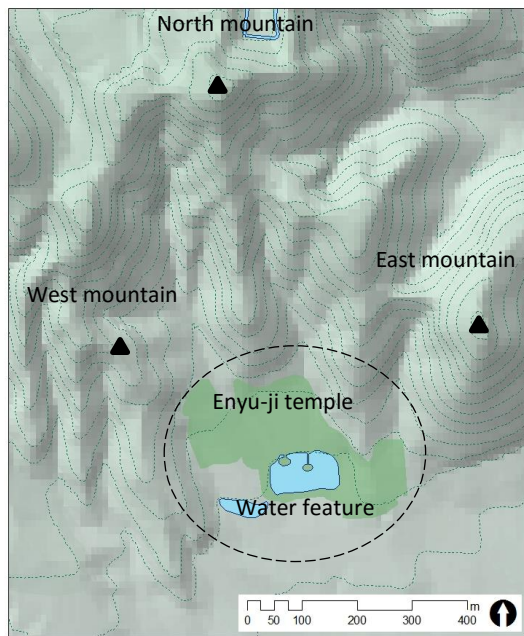 North mountain
East mountain
West mountain
Enyu-ji temple
Water feature
m
0 50 100 200 300 400